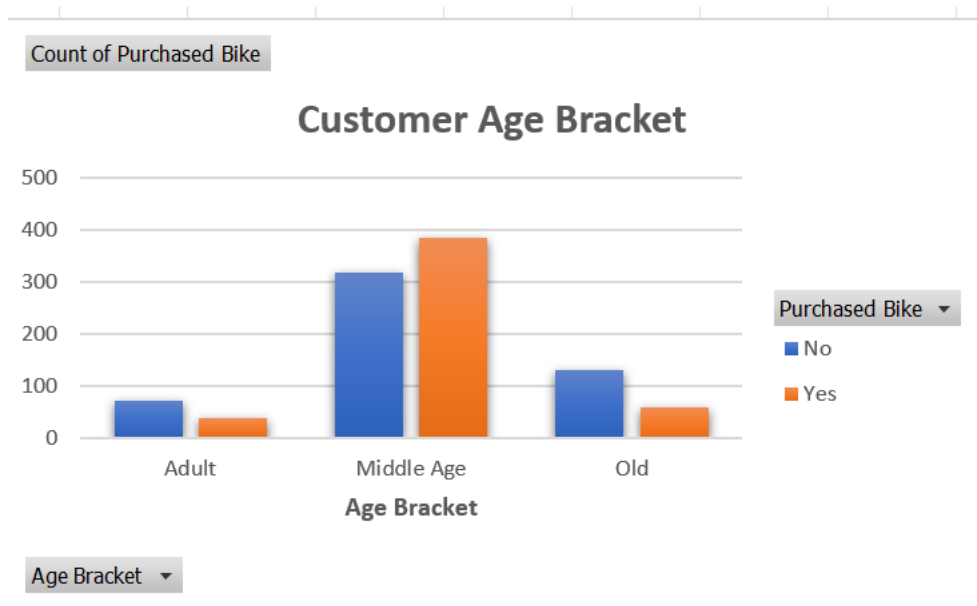 Count of Purchased Bike
Customer Age Bracket
500
400
300
200
100
0
Adult Middle Age Old
Age Bracket
Purchased Bike
No
Yes
Age Bracket